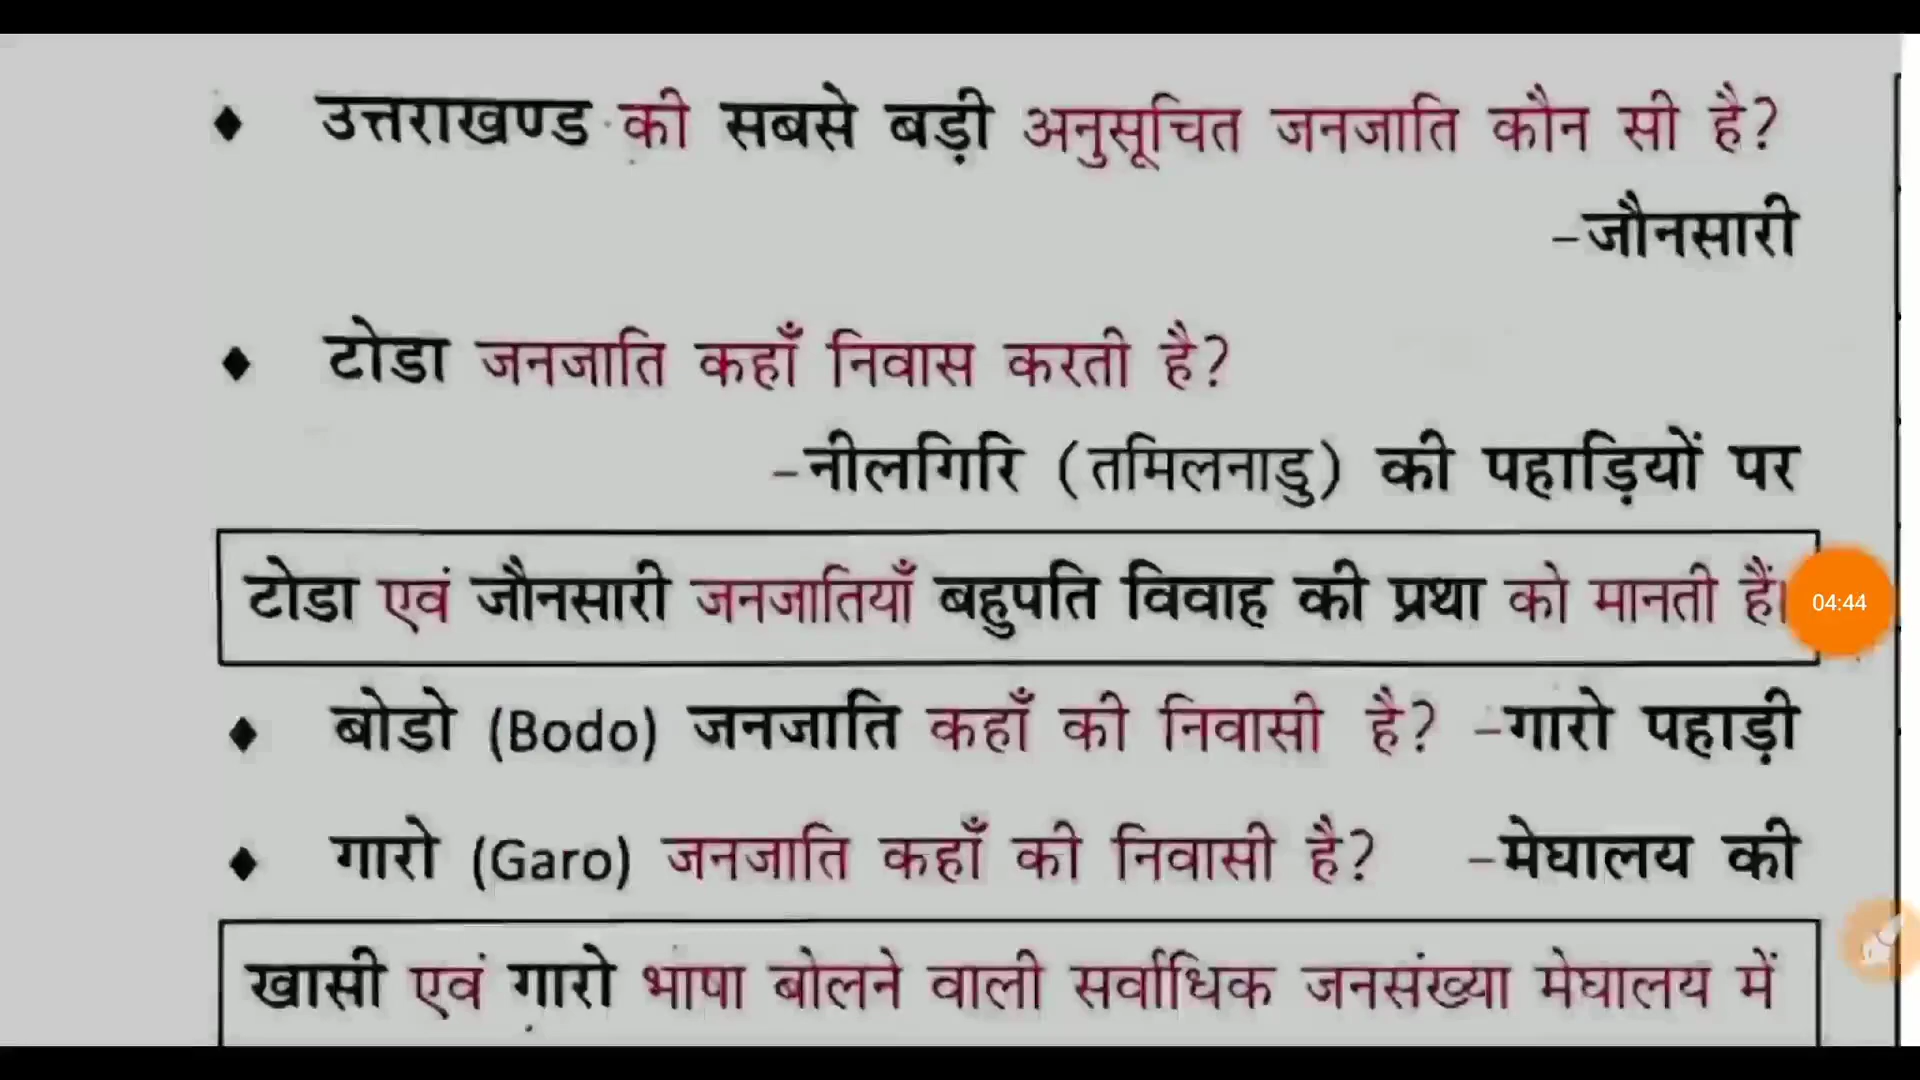 ♦ उत्तराखण्ड की सबसे बड़ी अनुसूचित जनजाति कौन सी है?
–जौनसारी
♦ टोडा जनजाति कहाँ निवास करती है?
–नीलगिरि (तमिलनाडु) की पहाड़ियों पर
टोडा एवं जौनसारी जनजातियाँ बहुपति विवाह की प्रथा को मानती हैं।
04:44
♦ बोडो (Bodo) जनजाति कहाँ की निवासी है? –गारो पहाड़ी
♦ गारो (Garo) जनजाति कहाँ की निवासी है? –मेघालय की
खासी एवं गारो भाषा बोलने वाली सर्वाधिक जनसंख्या मेघालय में